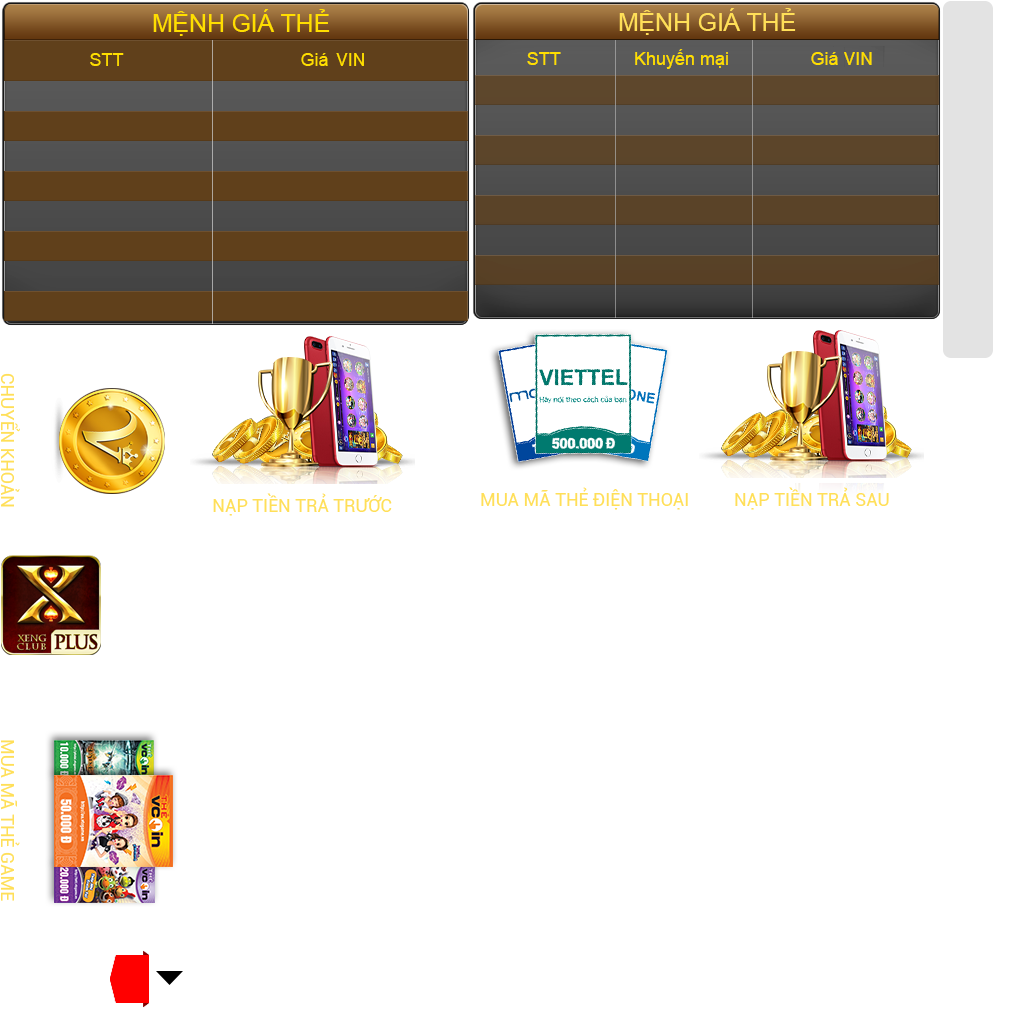 MỆNH GIÁ THẺ
STT Giá VIN
MỆNH GIÁ THẺ
STT Khuyến mại Giá VIN
CHUYỂN KHOẢN
NẠP TIỀN TRẢ TRƯỚC
VIETTEL
Hãy nói theo cách của bạn
500.000 Đ
MUA MÃ THẺ ĐIỆN THOẠI
NẠP TIỀN TRẢ SAU
XENG
CLUB PLUS
MUA MÃ THẺ GAME
10.000 Đ
THẺ
vcoin
50.000 Đ
20.000 Đ